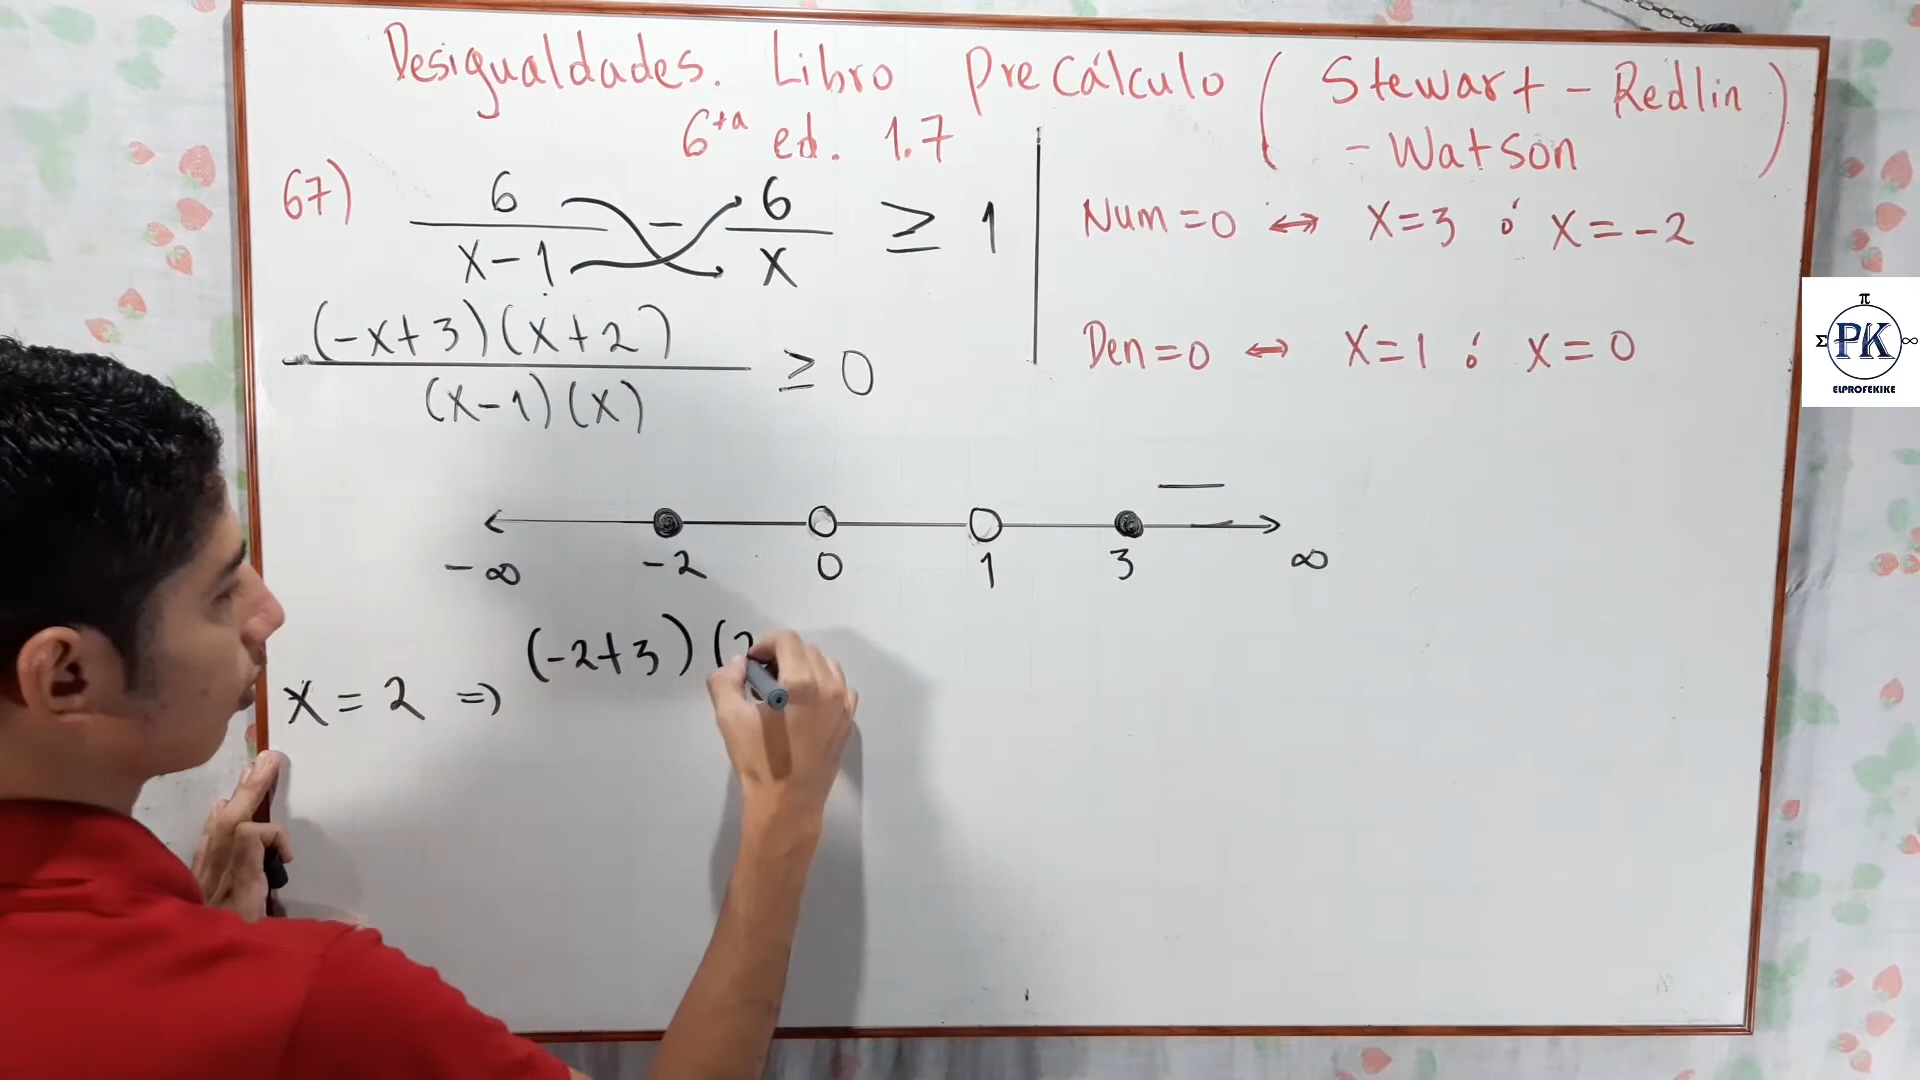 Desigualdades. Libro Precálculo (Stewart - Redlin
6ta ed. 1.7
- Watson)
67) 6/(x-1) - 6/x ≥ 1
(-x+3)(x+2)/(x-1)(x) ≥ 0
Num=0 ↔ X=3 ó X=-2
Den=0 ↔ X=1 ó X=0
-∞ -2 0 1 3 ∞
—
x=2 ⇒ (-2+3)(2
π
Σ PK ∞
ELPROFEKIKE